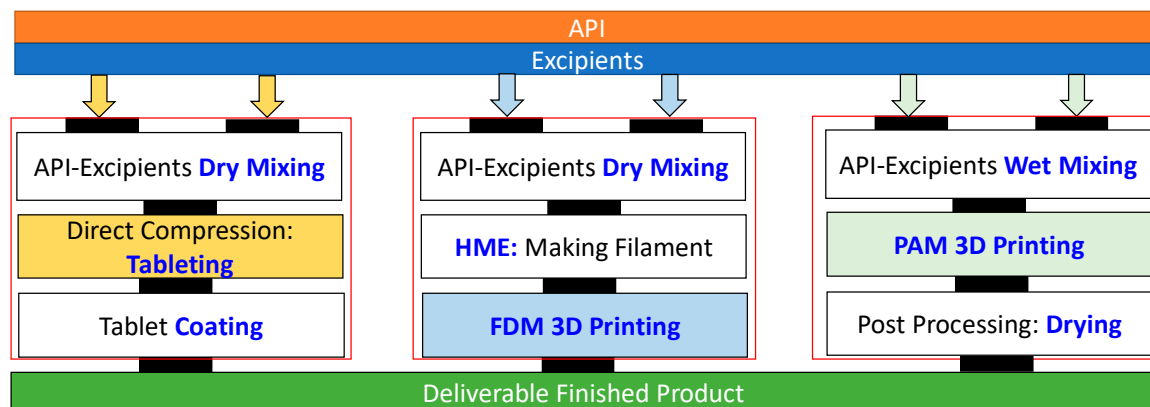 API
Excipients
API-Excipients Dry Mixing
Direct Compression:
Tableting
Tablet Coating
API-Excipients Dry Mixing
HME: Making Filament
FDM 3D Printing
API-Excipients Wet Mixing
PAM 3D Printing
Post Processing: Drying
Deliverable Finished Product